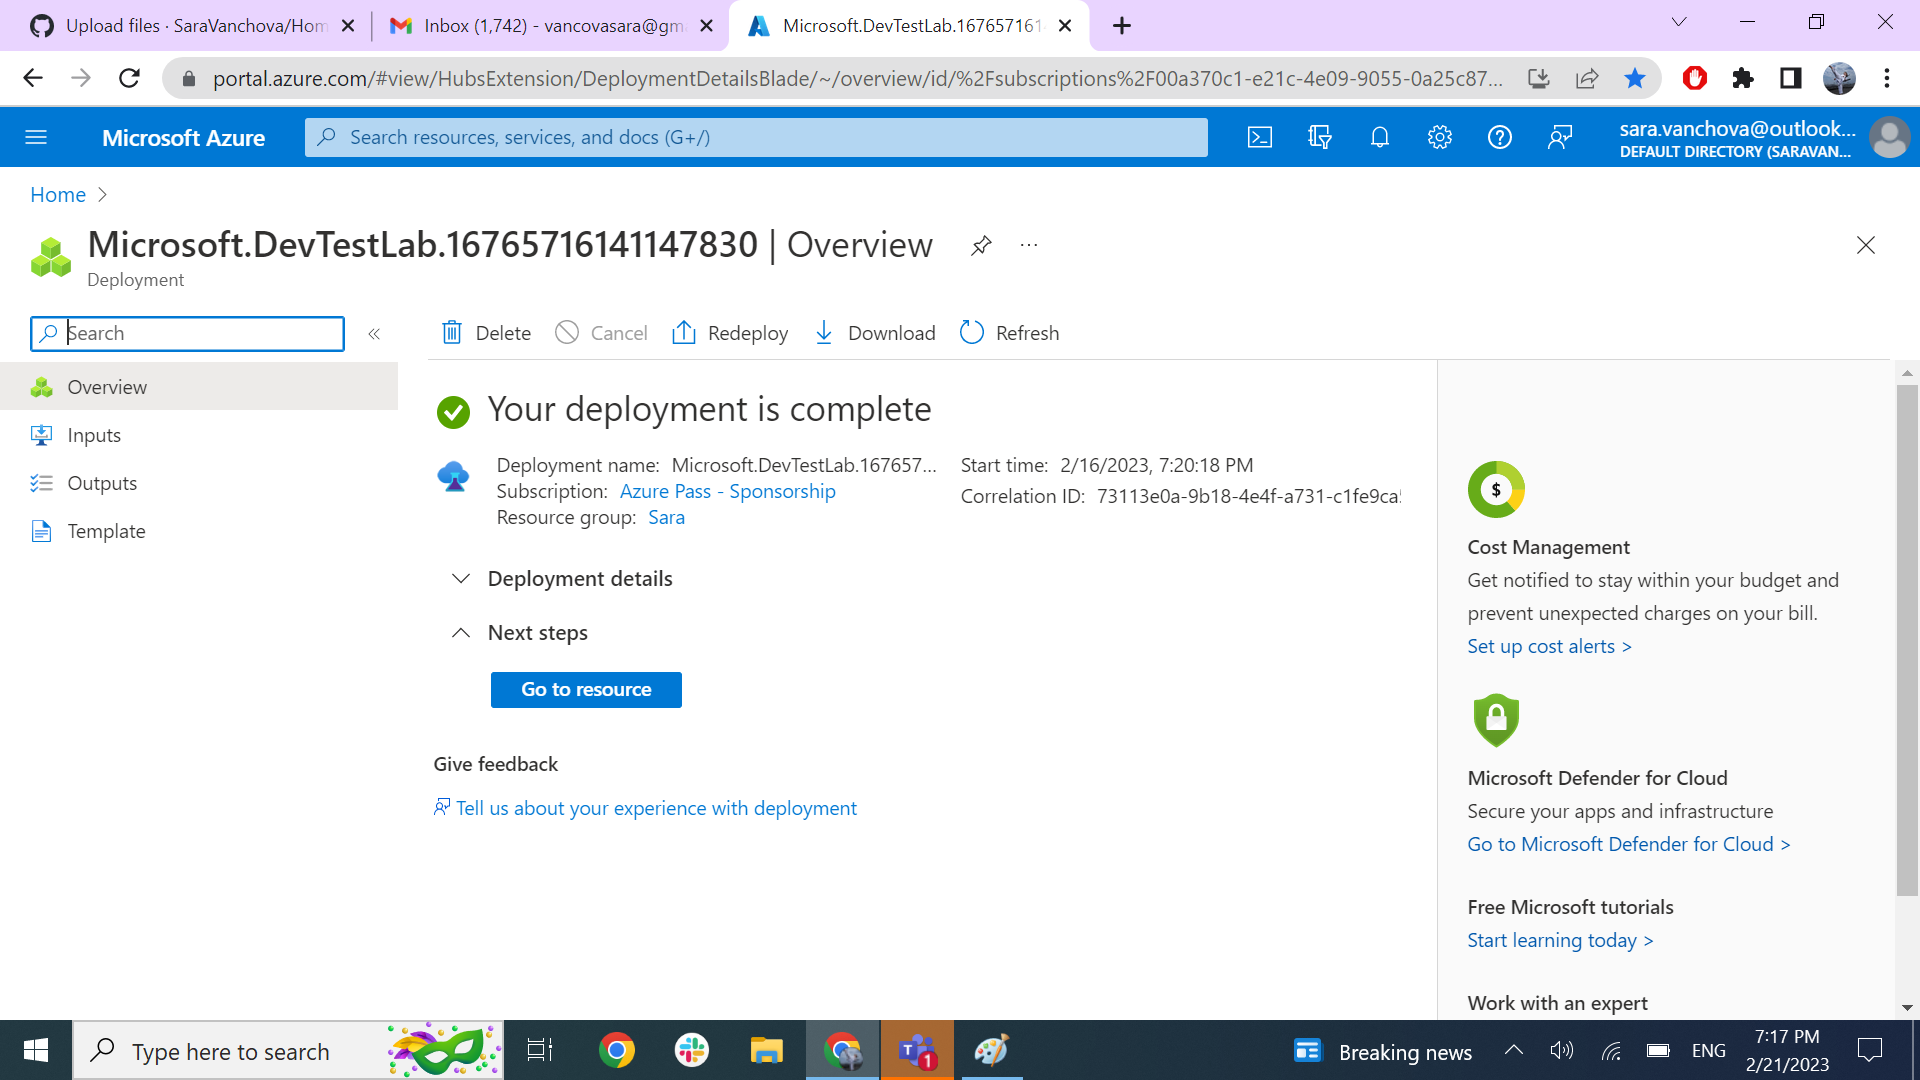 Upload files · SaraVanchova/Hom
Inbox (1,742) - vancovasara@gm
Microsoft.DevTestLab.167657161
portal.azure.com/#view/HubsExtension/DeploymentDetailsBlade/~/overview/id/%2Fsubscriptions%2F00a370c1-e21c-4e09-9055-0a25c87...
Microsoft Azure
Search resources, services, and docs (G+/)
sara.vanchova@outlook...
DEFAULT DIRECTORY (SARAVAN...
Home
Microsoft.DevTestLab.16765716141147830 | Overview
Deployment
Search
Delete
Cancel
Redeploy
Download
Refresh
Overview
Inputs
Outputs
Template
Your deployment is complete
Deployment name: Microsoft.DevTestLab.167657...
Subscription: Azure Pass - Sponsorship
Resource group: Sara
Start time: 2/16/2023, 7:20:18 PM
Correlation ID: 73113e0a-9b18-4e4f-a731-c1fe9ca
Deployment details
Next steps
Go to resource
Give feedback
Tell us about your experience with deployment
$
Cost Management
Get notified to stay within your budget and
prevent unexpected charges on your bill.
Set up cost alerts >
Microsoft Defender for Cloud
Secure your apps and infrastructure
Go to Microsoft Defender for Cloud >
Free Microsoft tutorials
Start learning today >
Work with an expert
Type here to search
1
Breaking news
ENG
7:17 PM
2/21/2023